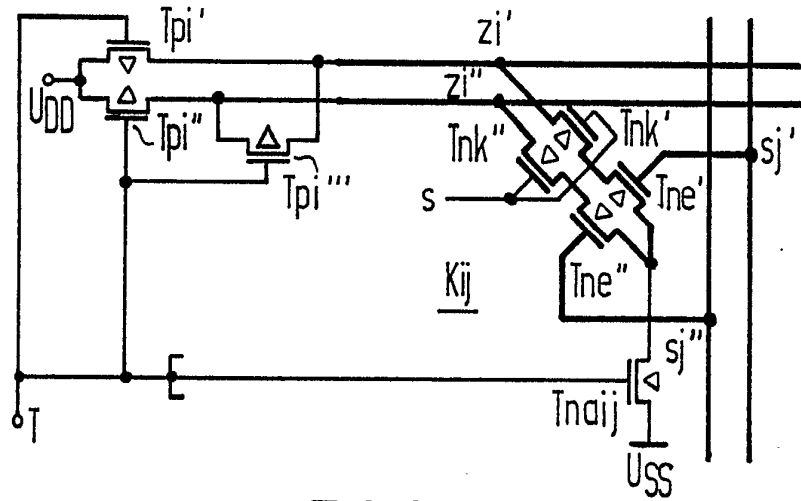 Tpi'
zi'
zi"
UDD
Tpi"
Tnk"
Tnk'
sj'
Tpi'''
s
Tne'
Tne"
Kij
sj"
Tnaij
T
USS